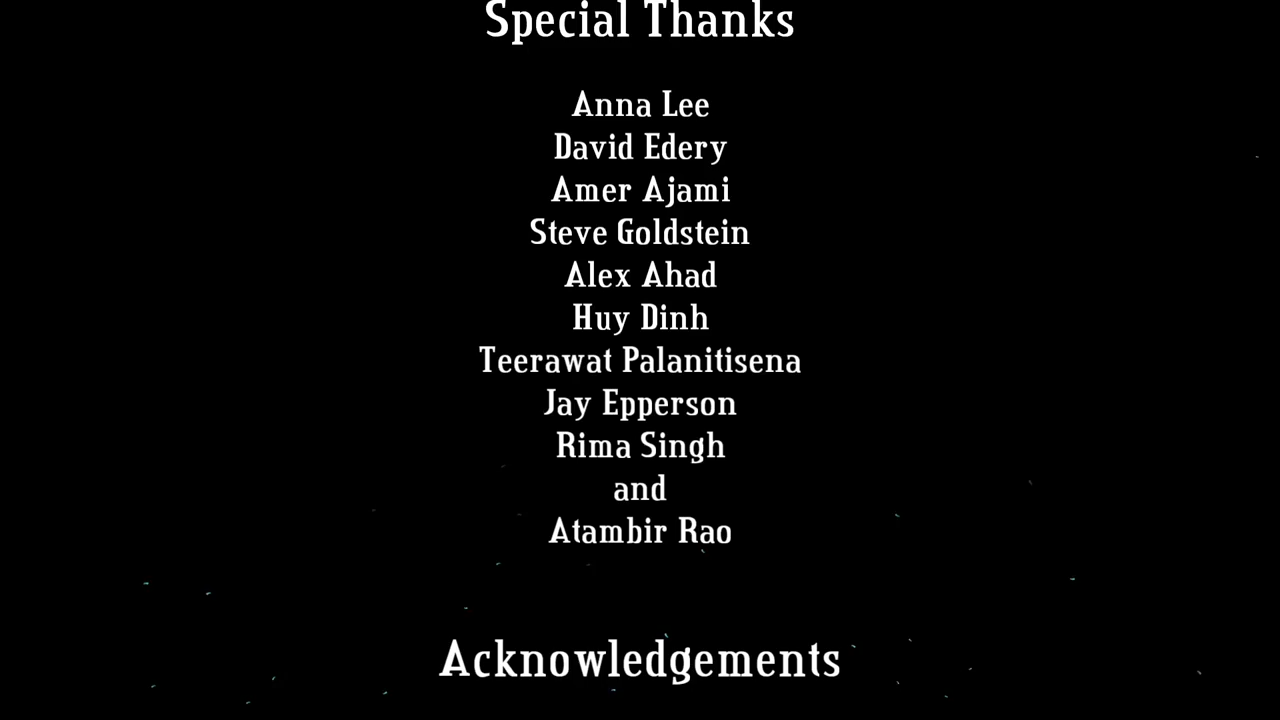 Special Thanks
Anna Lee
David Edery
Amer Ajami
Steve Goldstein
Alex Ahad
Huy Dinh
Teerawat Palanitisena
Jay Epperson
Rima Singh
and
Atambir Rao
Acknowledgements